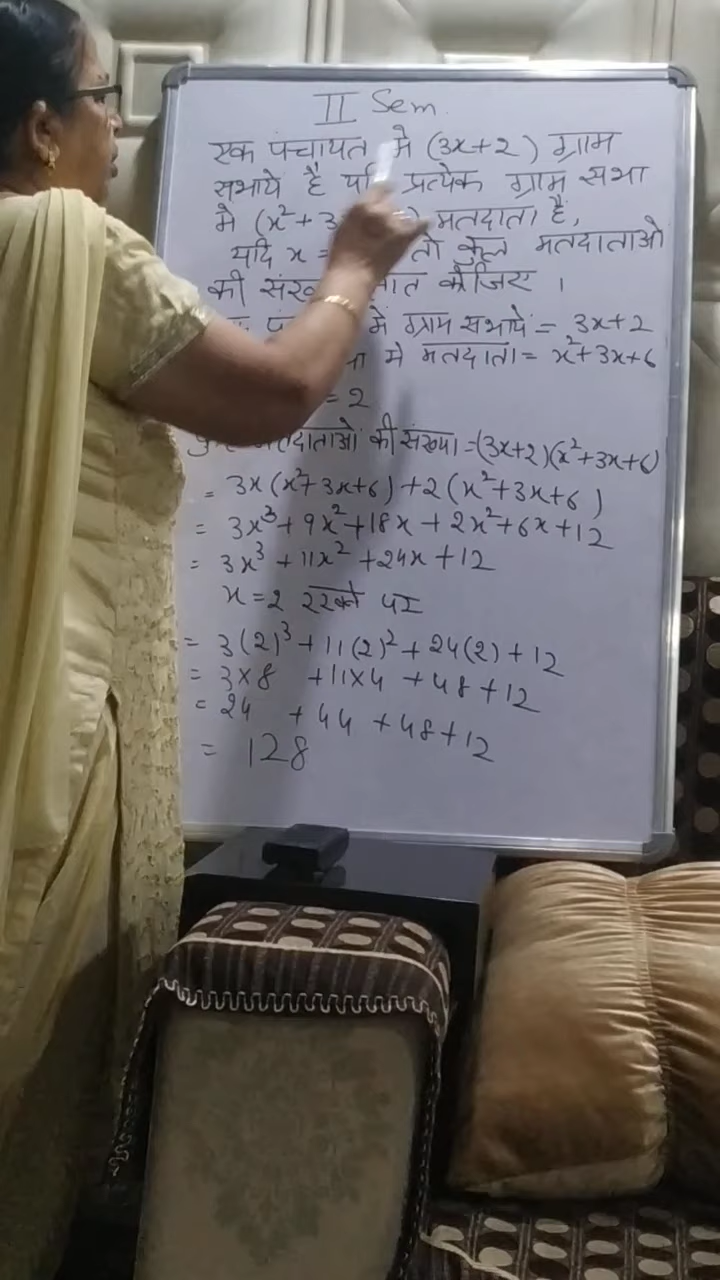 II Sem.
एक पंचायत मे (3x+2) ग्राम
सभाये है प्रत्येक ग्राम सभा
मे (x²+3 मतदाता है,
यदि x = तो कुल मतदाताओ
की कीजिए ।
मे ग्राम सभाये = 3x+2
मे मतदाता = x²+3x+6
= 2
मतदाताओं की संख्या =(3x+2)(x²+3x+6)
= 3x(x²+3x+6)+2(x²+3x+6)
= 3x³+9x²+18x+2x²+6x+12
= 3x³+11x²+24x+12
x=2 रखने पर
= 3(2)³+11(2)²+24(2)+12
= 3×8 +11×4 +48+12
= 24 +44 +48+12
= 128